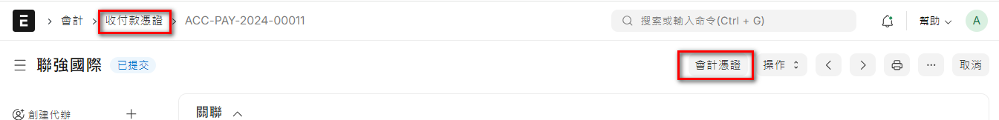 E 會計 收付款憑證 ACC-PAY-2024-00011 搜索或輸入命令(Ctrl + G) 幫助 A
聯強國際 已提交 會計憑證 操作 ... 取消
創建代辦 + 關聯